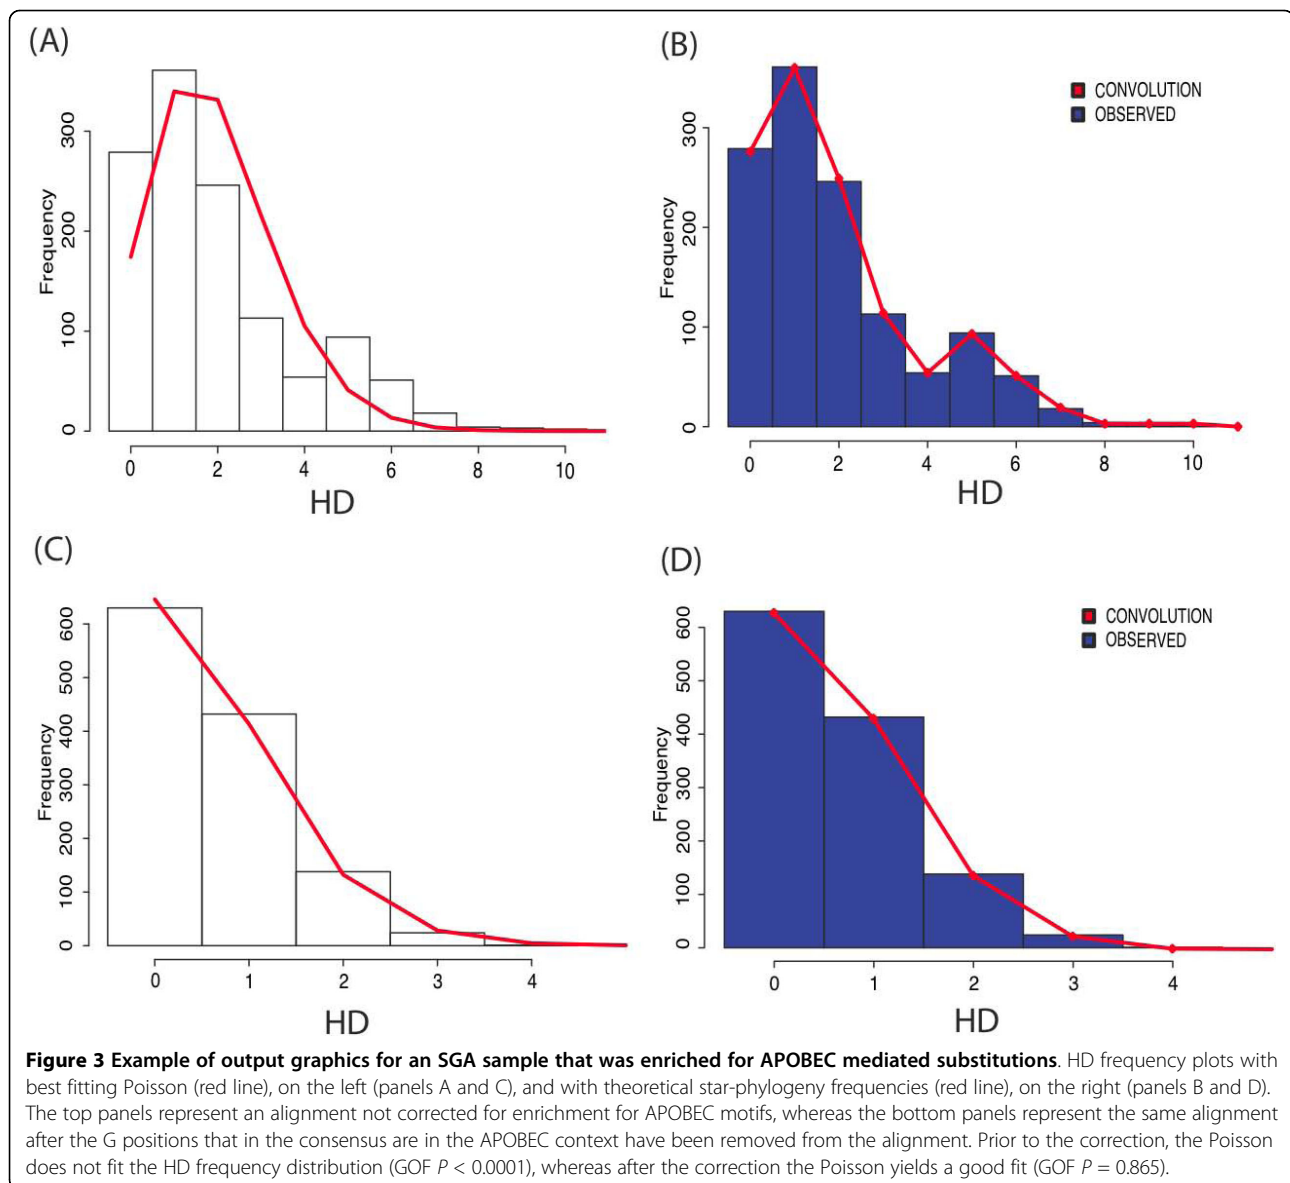 (A)
300
200
100
0
Frequency
0 2 4 6 8 10
HD
(B)
CONVOLUTION
OBSERVED
300
200
100
0
Frequency
0 2 4 6 8 10
HD
(C)
600
500
400
300
200
100
0
Frequency
0 1 2 3 4
HD
(D)
CONVOLUTION
OBSERVED
600
500
400
300
200
100
0
Frequency
0 1 2 3 4
HD
Figure 3 Example of output graphics for an SGA sample that was enriched for APOBEC mediated substitutions. HD frequency plots with
best fitting Poisson (red line), on the left (panels A and C), and with theoretical star-phylogeny frequencies (red line), on the right (panels B and D).
The top panels represent an alignment not corrected for enrichment for APOBEC motifs, whereas the bottom panels represent the same alignment
after the G positions that in the consensus are in the APOBEC context have been removed from the alignment. Prior to the correction, the Poisson
does not fit the HD frequency distribution (GOF P < 0.0001), whereas after the correction the Poisson yields a good fit (GOF P = 0.865).